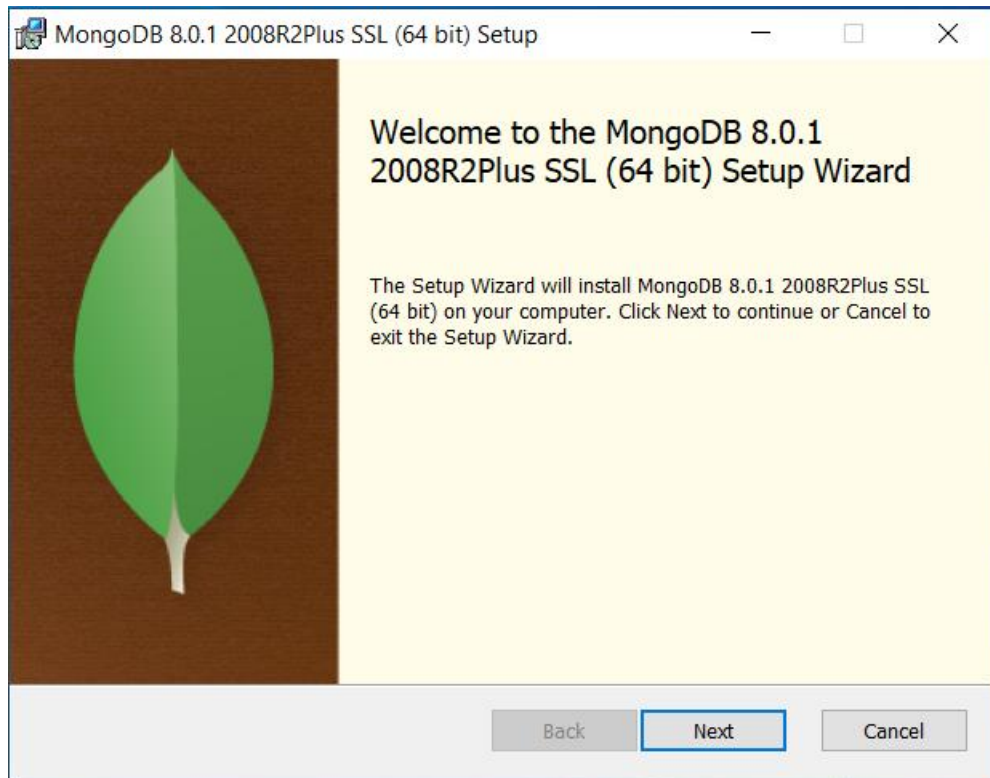 MongoDB 8.0.1 2008R2Plus SSL (64 bit) Setup
Welcome to the MongoDB 8.0.1
2008R2Plus SSL (64 bit) Setup Wizard
The Setup Wizard will install MongoDB 8.0.1 2008R2Plus SSL
(64 bit) on your computer. Click Next to continue or Cancel to
exit the Setup Wizard.
Back Next Cancel